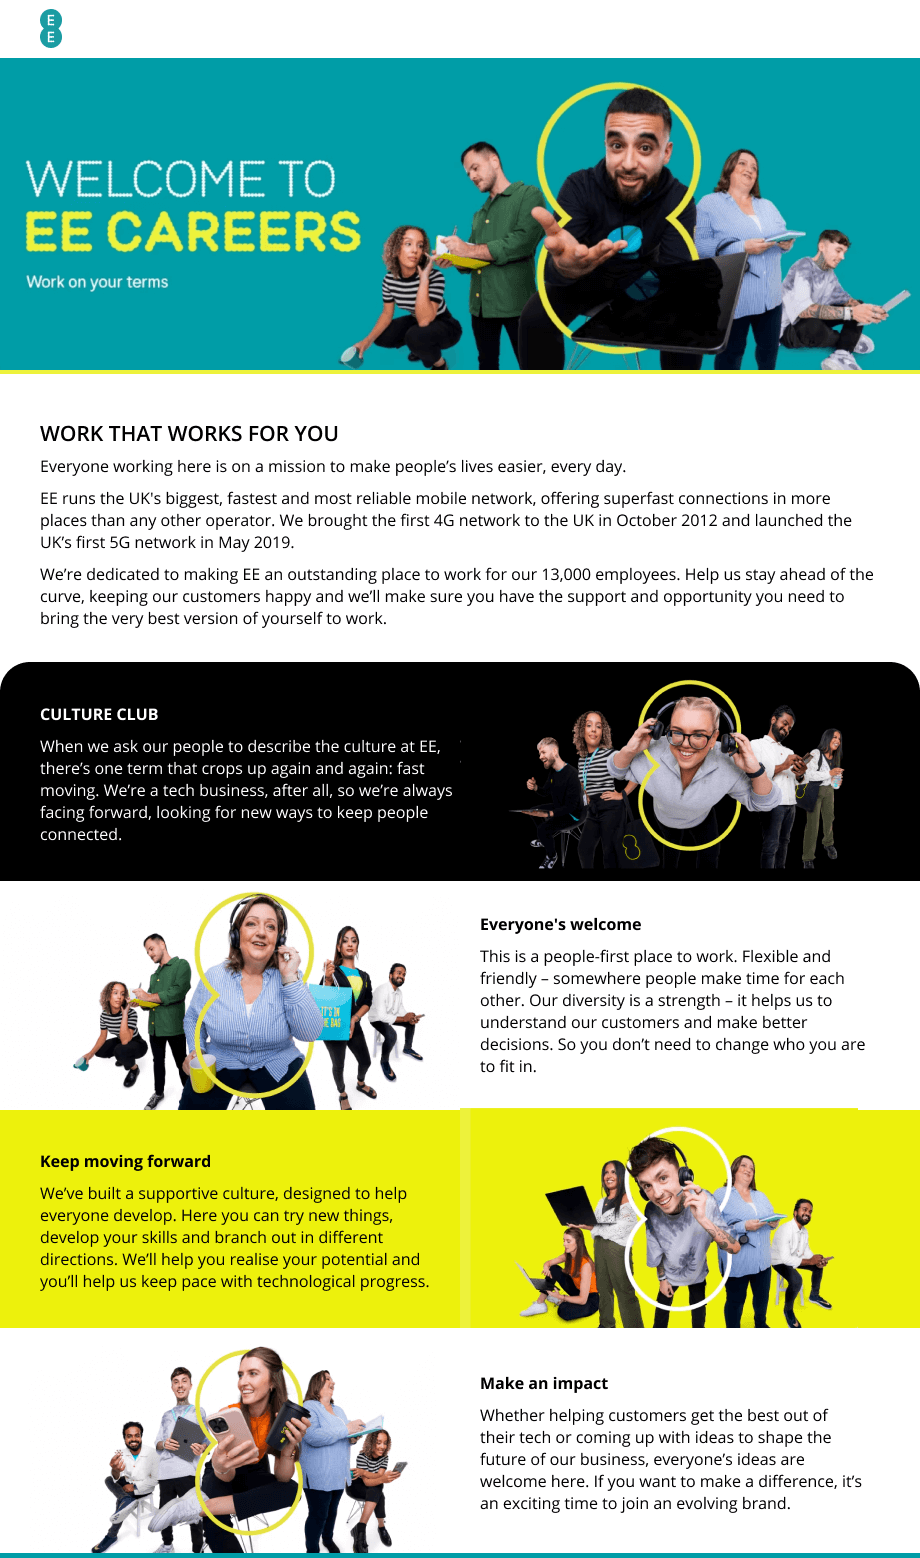 E
E
WELCOME TO
EE CAREERS
Work on your terms
WORK THAT WORKS FOR YOU
Everyone working here is on a mission to make people’s lives easier, every day.
EE runs the UK's biggest, fastest and most reliable mobile network, offering superfast connections in more
places than any other operator. We brought the first 4G network to the UK in October 2012 and launched the
UK’s first 5G network in May 2019.
We’re dedicated to making EE an outstanding place to work for our 13,000 employees. Help us stay ahead of the
curve, keeping our customers happy and we’ll make sure you have the support and opportunity you need to
bring the very best version of yourself to work.
CULTURE CLUB
When we ask our people to describe the culture at EE,
there’s one term that crops up again and again: fast
moving. We’re a tech business, after all, so we’re always
facing forward, looking for new ways to keep people
connected.
IT'S IN
THE BAG
Everyone's welcome
This is a people-first place to work. Flexible and
friendly – somewhere people make time for each
other. Our diversity is a strength – it helps us to
understand our customers and make better
decisions. So you don’t need to change who you are
to fit in.
Keep moving forward
We’ve built a supportive culture, designed to help
everyone develop. Here you can try new things,
develop your skills and branch out in different
directions. We’ll help you realise your potential and
you’ll help us keep pace with technological progress.
Make an impact
Whether helping customers get the best out of
their tech or coming up with ideas to shape the
future of our business, everyone’s ideas are
welcome here. If you want to make a difference, it’s
an exciting time to join an evolving brand.